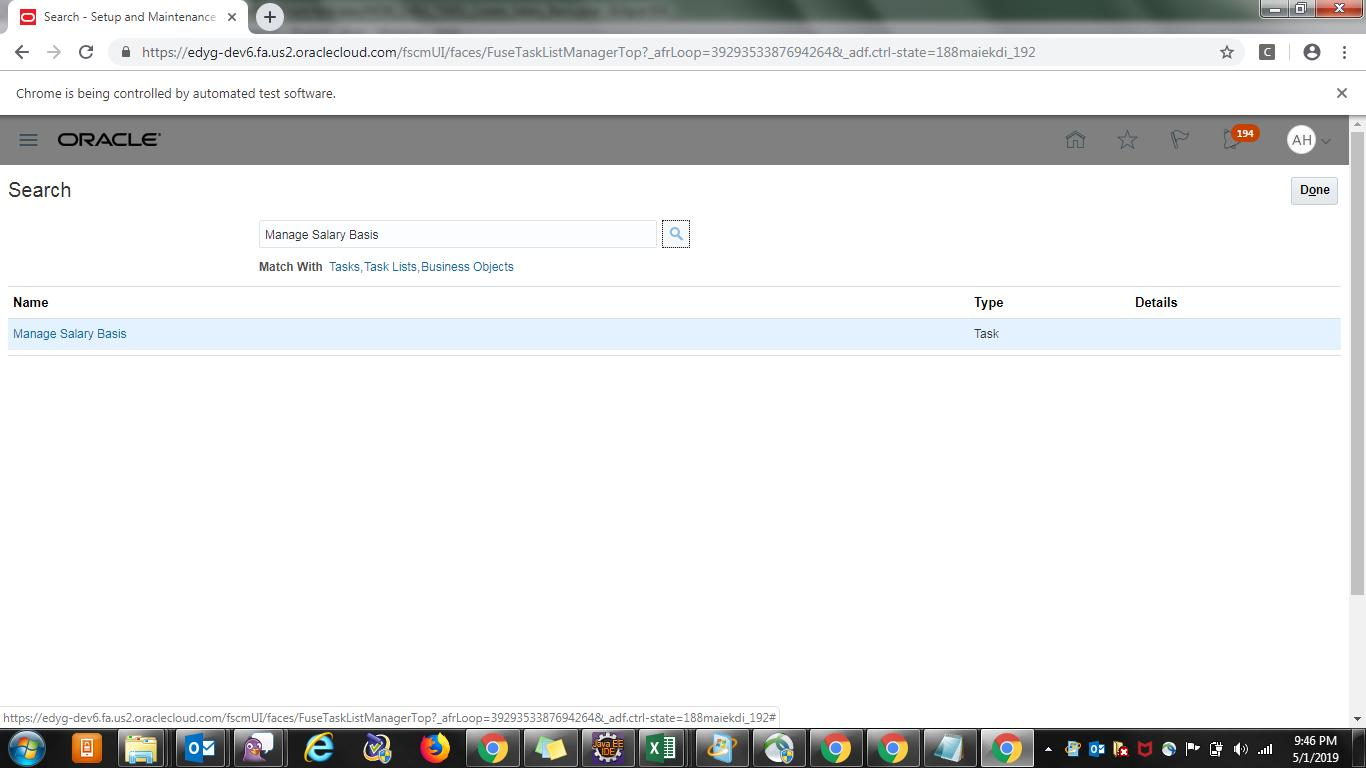 Search - Setup and Maintenance
https://edyg-dev6.fa.us2.oraclecloud.com/fscmUI/faces/FuseTaskListManagerTop?_afrLoop=3929353387694264&_adf.ctrl-state=188maiekdi_192
C
Chrome is being controlled by automated test software.
ORACLE
194
AH
Search
Done
Manage Salary Basis
Match With Tasks, Task Lists, Business Objects
Name Type Details
Manage Salary Basis Task
https://edyg-dev6.fa.us2.oraclecloud.com/fscmUI/faces/FuseTaskListManagerTop?_afrLoop=3929353387694264&_adf.ctrl-state=188maiekdi_192#
Java EE
IDE
9:46 PM
5/1/2019